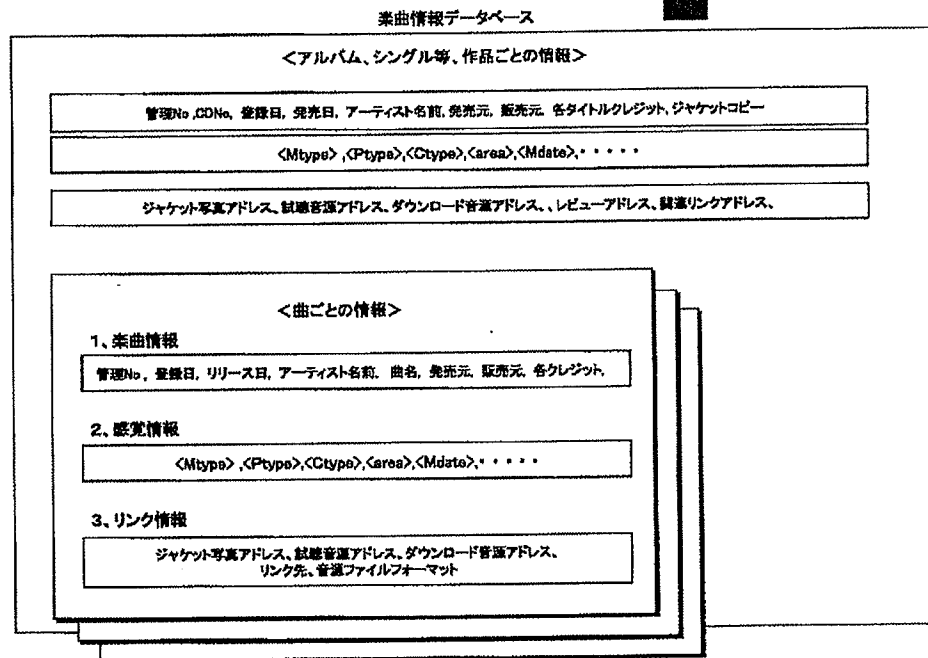 楽曲情報データベース
＜アルバム、シングル等、作品ごとの情報＞
管理No ,CDNo, 登録日, 発売日, アーティスト名前, 発売元, 販売元, 各タイトルクレジット, ジャケットコピー
<Mtype> ,<Ptype>,<Ctype>,<area>,<Mdate>,・・・・・
ジャケット写真アドレス、試聴音源アドレス、ダウンロード音源アドレス、、レビューアドレス、関連リンクアドレス、
＜曲ごとの情報＞
1、楽曲情報
管理No , 登録日, リリース日, アーティスト名前, 曲名, 発売元, 販売元, 各クレジット,
2、感覚情報
<Mtype> ,<Ptype>,<Ctype>,<area>,<Mdate>,・・・・・
3、リンク情報
ジャケット写真アドレス、試聴音源アドレス、ダウンロード音源アドレス、
リンク先、音源ファイルフォーマット